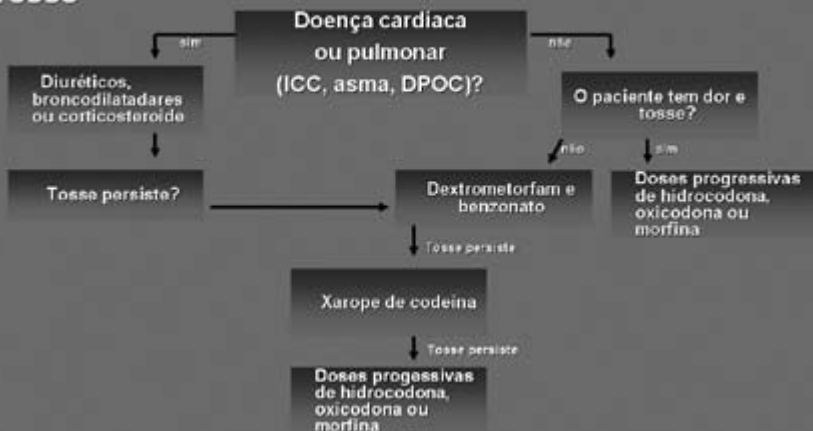 Doença cardíaca
ou pulmonar
(ICC, asma, DPOC)?
sim
não
Diuréticos,
broncodilatadares
ou corticosteroide
O paciente tem dor e
tosse?
não
sim
Tosse persiste?
Dextrometorfam e
benzonato
Doses progressivas
de hidrocodona,
oxicodona ou
morfina
Tosse persiste
Xarope de codeína
Tosse persiste
Doses progessivas
de hidrocodona,
oxicodona ou
morfina